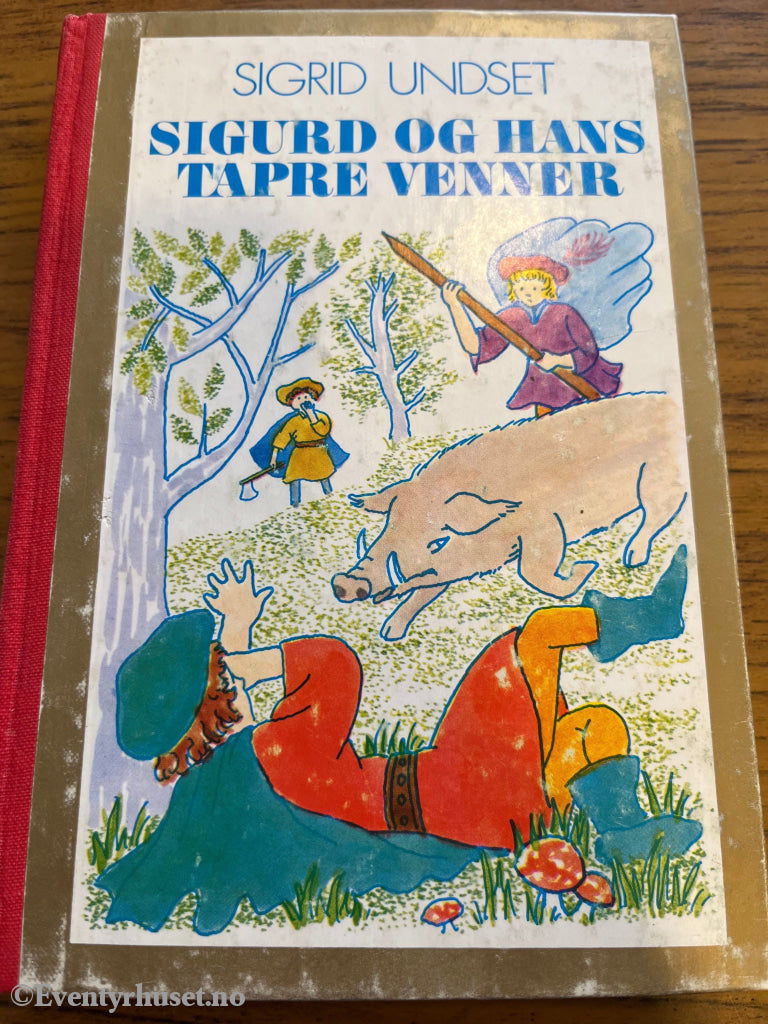 SIGRID UNDSET
SIGURD OG HANS
TAPRE VENNER
©Eventyrhuset.no